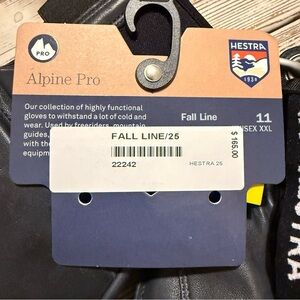 PRO
HESTRA
1936
Alpine Pro
Our collection of highly functional
gloves to withstand a lot of cold and
wear. Used by freeriders, mountain
guides,
with the
equipm
Fall Line
11
UNISEX XXL
FALL LINE/25
22242
HESTRA 25
$ 165.00
STRA